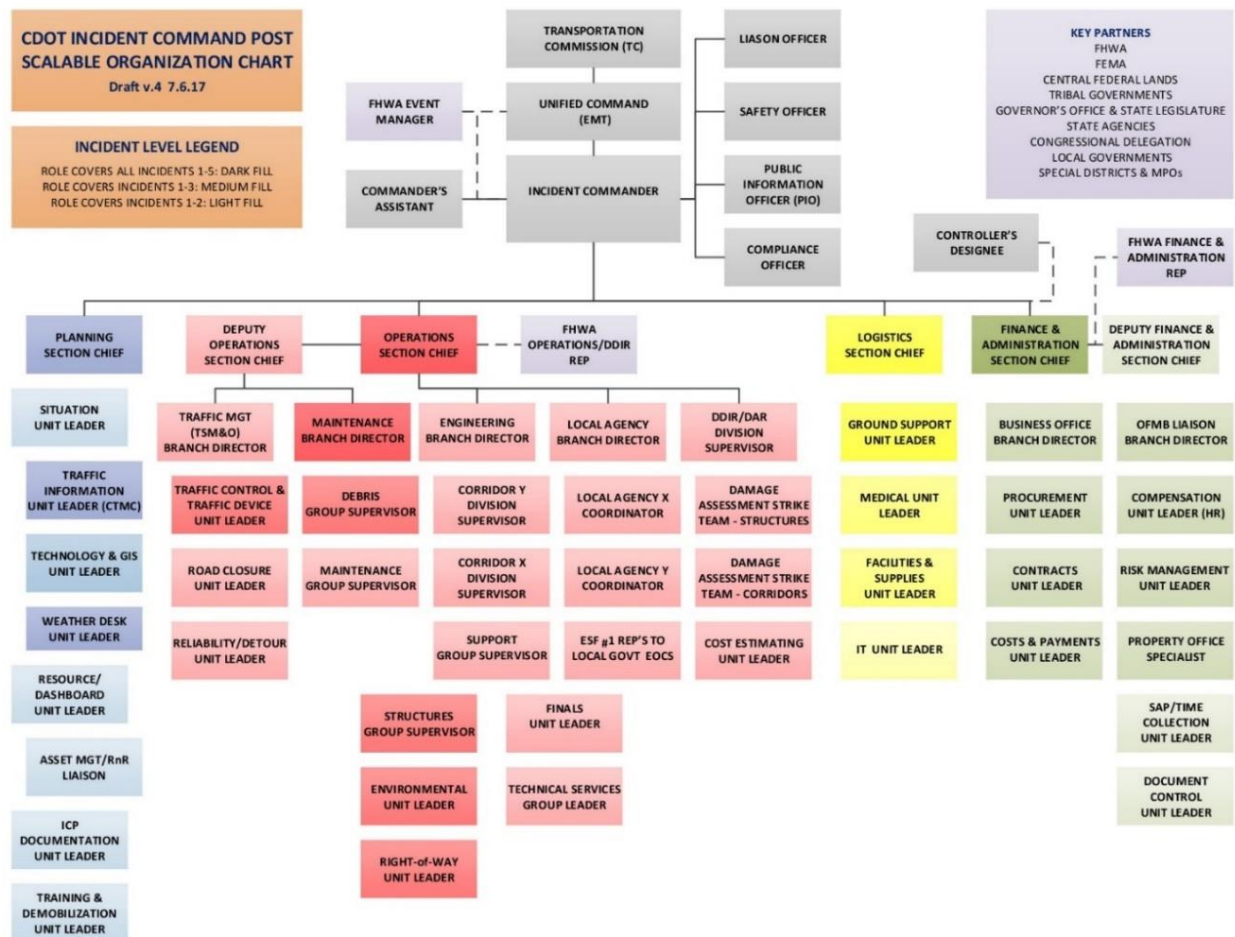 CDOT INCIDENT COMMAND POST
SCALABLE ORGANIZATION CHART
Draft v.4 7.6.17
INCIDENT LEVEL LEGEND
ROLE COVERS ALL INCIDENTS 1-5: DARK FILL
ROLE COVERS INCIDENTS 1-3: MEDIUM FILL
ROLE COVERS INCIDENTS 1-2: LIGHT FILL
TRANSPORTATION
COMMISSION (TC)
LIASON OFFICER
KEY PARTNERS
FHWA
FEMA
CENTRAL FEDERAL LANDS
TRIBAL GOVERNMENTS
GOVERNOR'S OFFICE & STATE LEGISLATURE
STATE AGENCIES
CONGRESSIONAL DELEGATION
LOCAL GOVERNMENTS
SPECIAL DISTRICTS & MPOs
FHWA EVENT
MANAGER
UNIFIED COMMAND
(EMT)
SAFETY OFFICER
COMMANDER'S
ASSISTANT
INCIDENT COMMANDER
PUBLIC
INFORMATION
OFFICER (PIO)
COMPLIANCE
OFFICER
CONTROLLER'S
DESIGNEE
FHWA FINANCE &
ADMINISTRATION
REP
PLANNING
SECTION CHIEF
DEPUTY
OPERATIONS
SECTION CHIEF
OPERATIONS
SECTION CHIEF
FHWA
OPERATIONS/DDIR
REP
LOGISTICS
SECTION CHIEF
FINANCE &
ADMINISTRATION
SECTION CHIEF
DEPUTY FINANCE &
ADMINISTRATION
SECTION CHIEF
SITUATION
UNIT LEADER
TRAFFIC MGT
(TSM&O)
BRANCH DIRECTOR
MAINTENANCE
BRANCH DIRECTOR
ENGINEERING
BRANCH DIRECTOR
LOCAL AGENCY
BRANCH DIRECTOR
DDIR/DAR
DIVISION
SUPERVISOR
GROUND SUPPORT
UNIT LEADER
BUSINESS OFFICE
BRANCH DIRECTOR
OFMB LIAISON
BRANCH DIRECTOR
TRAFFIC
INFORMATION
UNIT LEADER (CTMC)
TRAFFIC CONTROL &
TRAFFIC DEVICE
UNIT LEADER
DEBRIS
GROUP SUPERVISOR
CORRIDOR Y
DIVISION
SUPERVISOR
LOCAL AGENCY X
COORDINATOR
DAMAGE
ASSESSMENT STRIKE
TEAM - STRUCTURES
MEDICAL UNIT
LEADER
PROCUREMENT
UNIT LEADER
COMPENSATION
UNIT LEADER (HR)
TECHNOLOGY & GIS
UNIT LEADER
ROAD CLOSURE
UNIT LEADER
MAINTENANCE
GROUP SUPERVISOR
CORRIDOR X
DIVISION
SUPERVISOR
LOCAL AGENCY Y
COORDINATOR
DAMAGE
ASSESSMENT STRIKE
TEAM - CORRIDORS
FACILITIES &
SUPPLIES
UNIT LEADER
CONTRACTS
UNIT LEADER
RISK MANAGEMENT
UNIT LEADER
WEATHER DESK
UNIT LEADER
RELIABILITY/DETOUR
UNIT LEADER
SUPPORT
GROUP SUPERVISOR
ESF #1 REP'S TO
LOCAL GOVT EOCS
COST ESTIMATING
UNIT LEADER
IT UNIT LEADER
COSTS & PAYMENTS
UNIT LEADER
PROPERTY OFFICE
SPECIALIST
RESOURCE/
DASHBOARD
UNIT LEADER
STRUCTURES
GROUP SUPERVISOR
FINALS
UNIT LEADER
SAP/TIME
COLLECTION
UNIT LEADER
ASSET MGT/RnR
LIAISON
ENVIRONMENTAL
UNIT LEADER
TECHNICAL SERVICES
GROUP LEADER
DOCUMENT
CONTROL
UNIT LEADER
ICP
DOCUMENTATION
UNIT LEADER
RIGHT-of-WAY
UNIT LEADER
TRAINING &
DEMOBILIZATION
UNIT LEADER